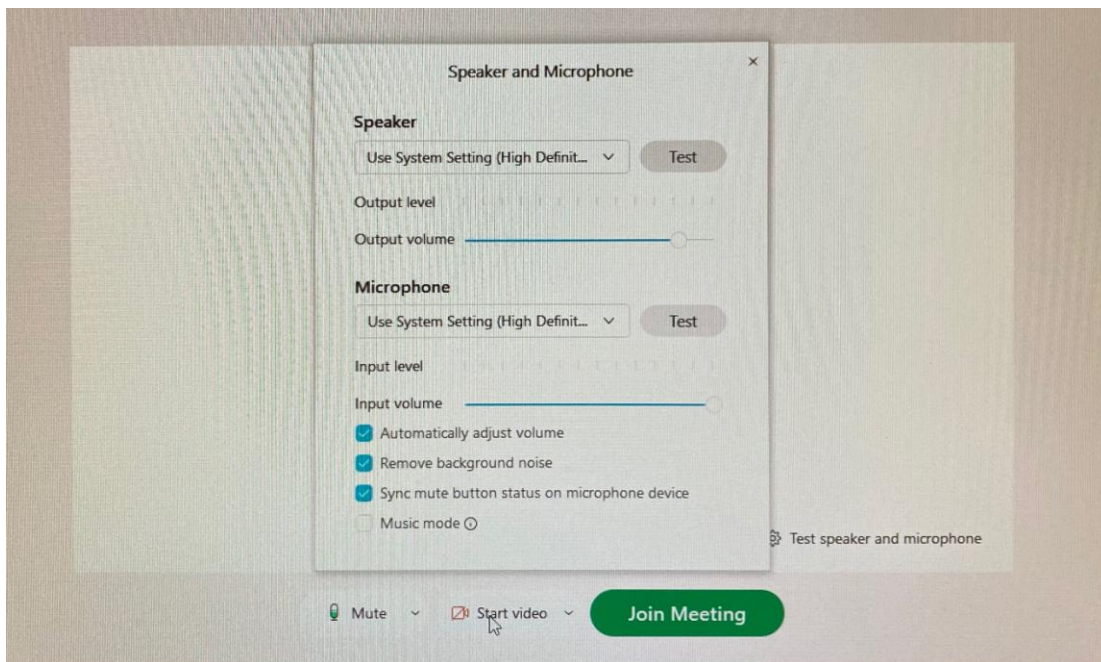 Speaker and Microphone
Speaker
Use System Setting (High Definit...
Test
Output level
Output volume
Microphone
Use System Setting (High Definit...
Test
Input level
Input volume
Automatically adjust volume
Remove background noise
Sync mute button status on microphone device
Music mode
Test speaker and microphone
Mute
Start video
Join Meeting